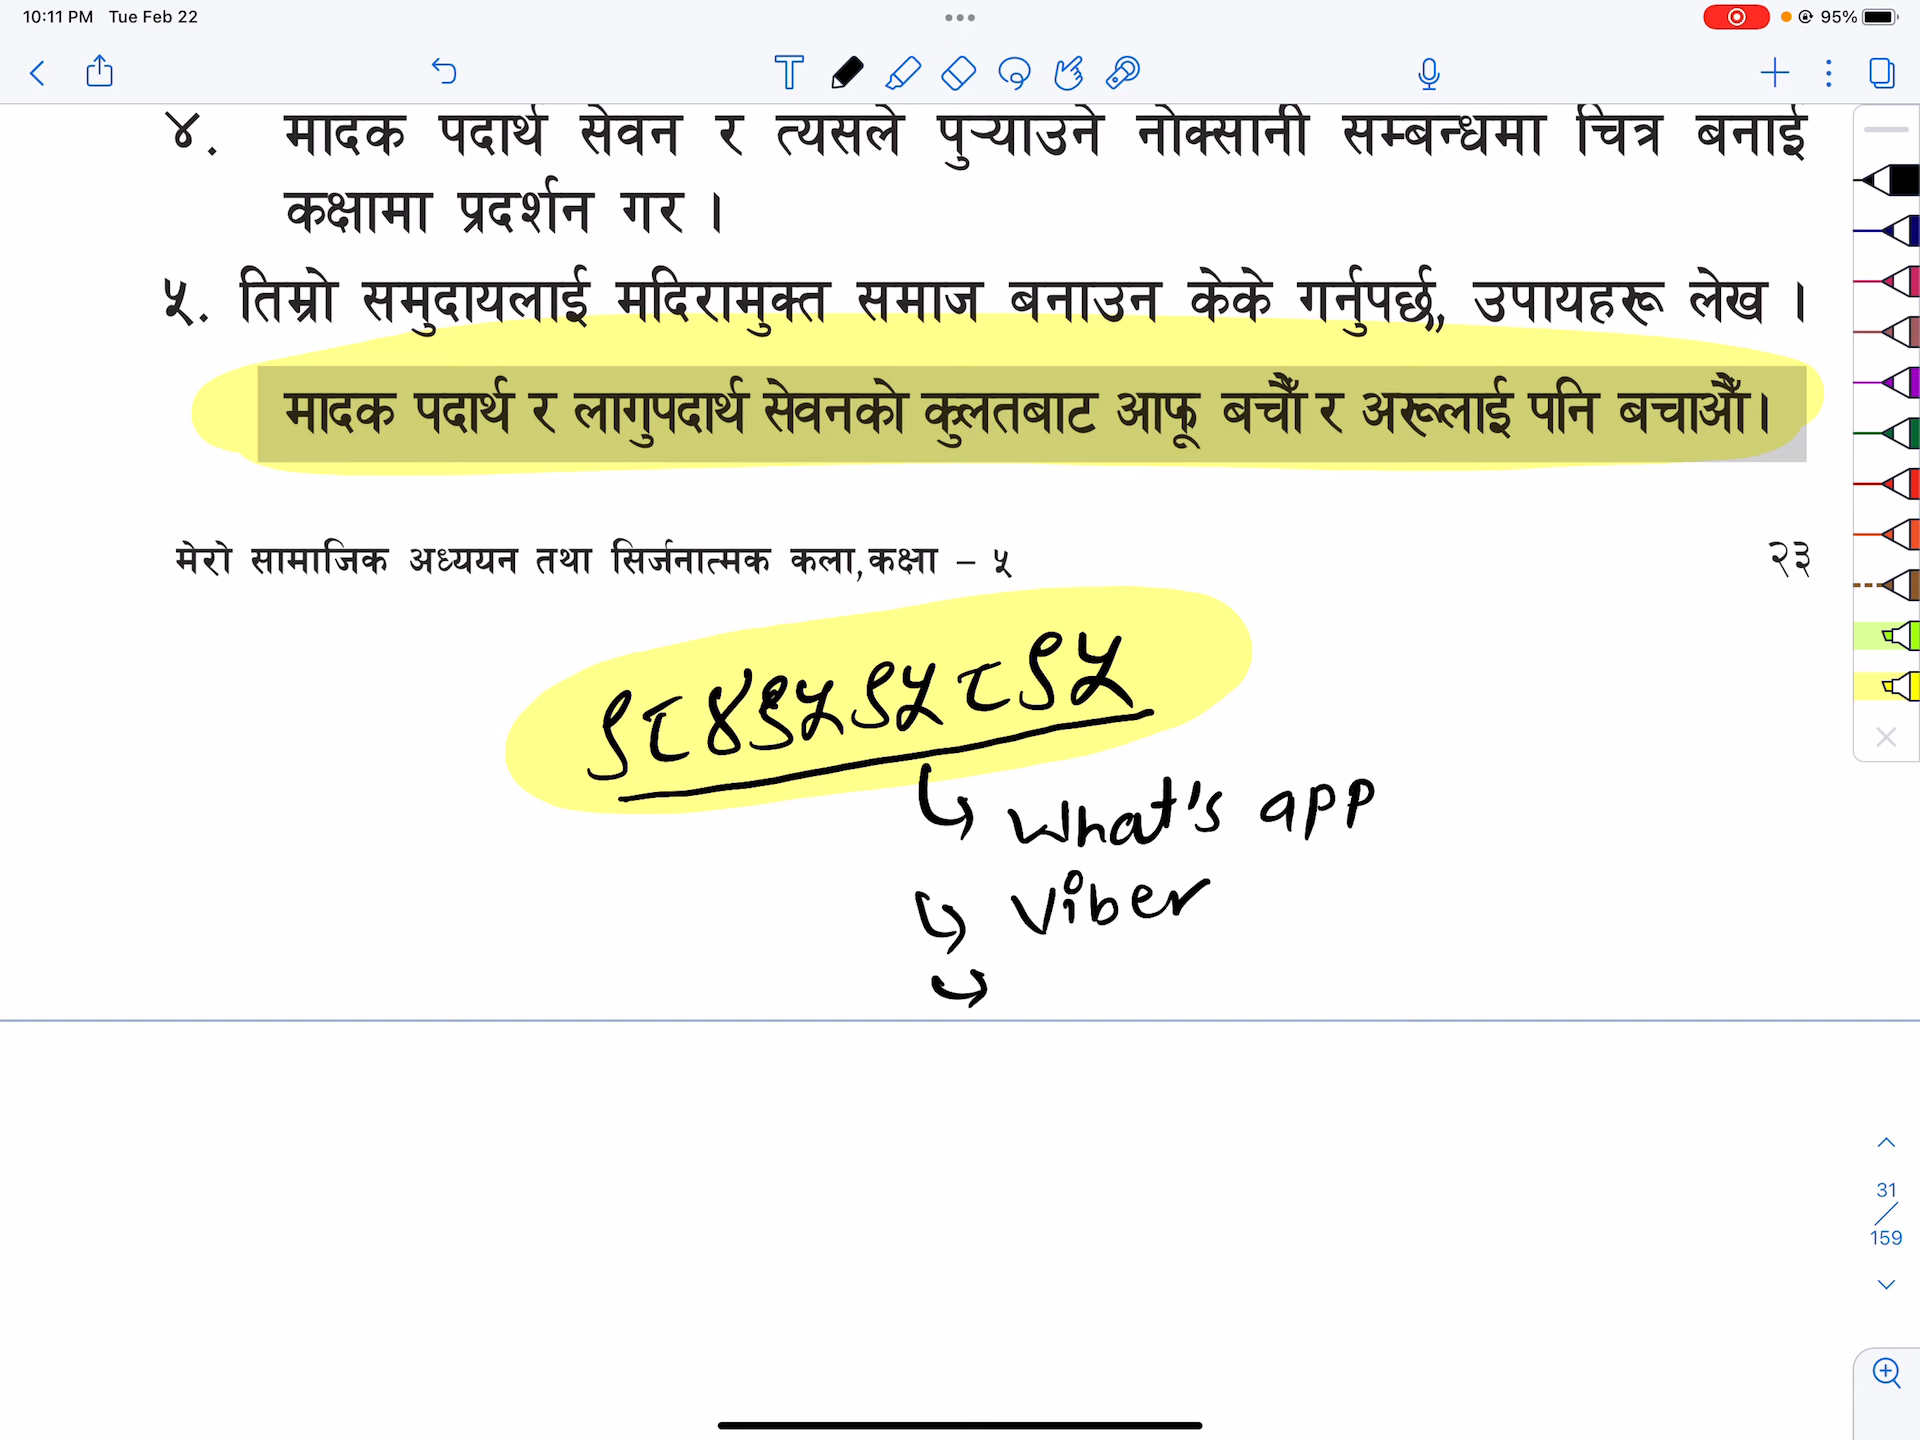 10:11 PM Tue Feb 22 95%
४. मादक पदार्थ सेवन र त्यसले पुऱ्याउने नोक्सानी सम्बन्धमा चित्र बनाई
कक्षामा प्रदर्शन गर ।
५. तिम्रो समुदायलाई मदिरामुक्त समाज बनाउन केके गर्नुपर्छ, उपायहरू लेख ।
मादक पदार्थ र लागुपदार्थ सेवनको कुलतबाट आफू बचौँ र अरूलाई पनि बचाऔँ।
मेरो सामाजिक अध्ययन तथा सिर्जनात्मक कला,कक्षा – ५ २३
What's app
Viber
31
159